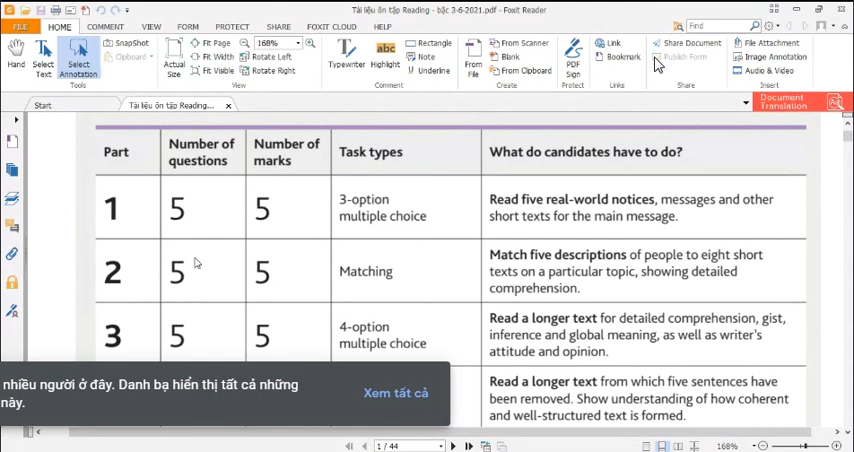 Tài liệu ôn tập Reading - bậc 3-6-2021.pdf - Foxit Reader
FILE HOME COMMENT VIEW FORM PROTECT SHARE FOXIT CLOUD HELP
Find
Hand
Select Text
Select Annotation
SnapShot
Clipboard
Tools
Actual Size
Fit Page
Fit Width
Fit Visible
168%
Rotate Left
Rotate Right
View
Typewriter
Highlight
Rectangle
Note
Underline
Comment
From File
From Scanner
Blank
From Clipboard
Create
PDF Sign
Protect
Link
Bookmark
Links
Share Document
Publish Form
Share
File Attachment
Image Annotation
Audio & Video
Insert
Start
Tài liệu ôn tập Reading...
Document Translation
Part
Number of questions
Number of marks
Task types
What do candidates have to do?
1
5
5
3-option
multiple choice
Read five real-world notices, messages and other
short texts for the main message.
2
5
5
Matching
Match five descriptions of people to eight short
texts on a particular topic, showing detailed
comprehension.
3
5
5
4-option
multiple choice
Read a longer text for detailed comprehension, gist,
inference and global meaning, as well as writer's
attitude and opinion.
Read a longer text from which five sentences have
been removed. Show understanding of how coherent
and well-structured text is formed.
nhiều người ở đây. Danh bạ hiển thị tất cả những
này.
Xem tất cả
1 / 44
168%